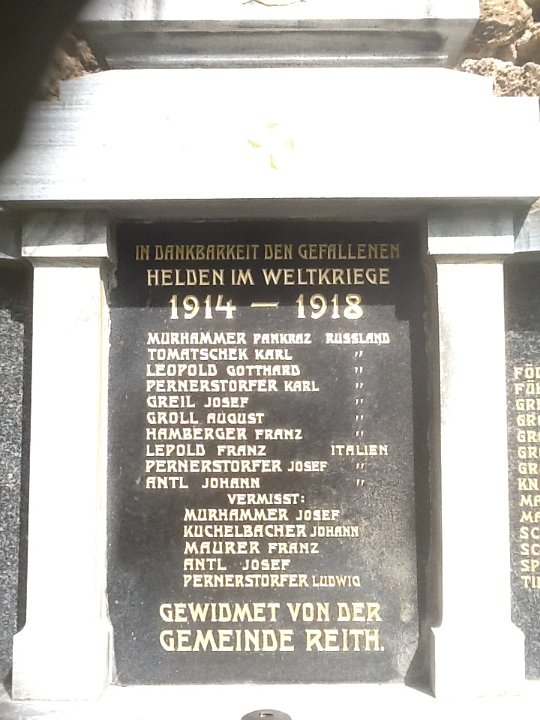 IN DANKBARKEIT DEN GEFALLENEN
HELDEN IM WELTKRIEGE
1914 — 1918
MURHAMMER PANKRAZ RUSSLAND
TOMATSCHEK KARL "
LEOPOLD GOTTHARD "
PERNERSTORFER KARL "
GREIL JOSEF "
GROLL AUGUST "
HAMBERGER FRANZ "
LEPOLD FRANZ ITALIEN
PERNERSTORFER JOSEF "
ANTL JOHANN "
VERMISST:
MURHAMMER JOSEF
KUCHELBACHER JOHANN
MAURER FRANZ
ANTL JOSEF
PERNERSTORFER LUDWIG
GEWIDMET VON DER
GEMEINDE REITH.